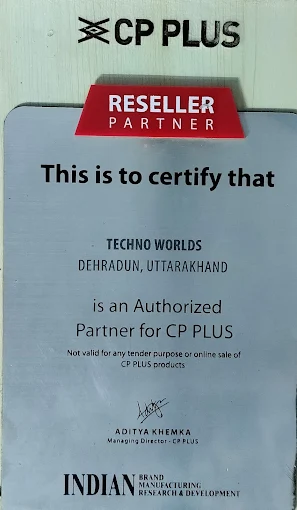 CP PLUS
RESELLER
PARTNER
This is to certify that
TECHNO WORLDS
DEHRADUN, UTTARAKHAND
is an Authorized
Partner for CP PLUS
Not valid for any tender purpose or online sale of
CP PLUS products
ADITYA KHEMKA
Managing Director - CP PLUS
INDIAN BRAND
MANUFACTURING
RESEARCH & DEVELOPMENT